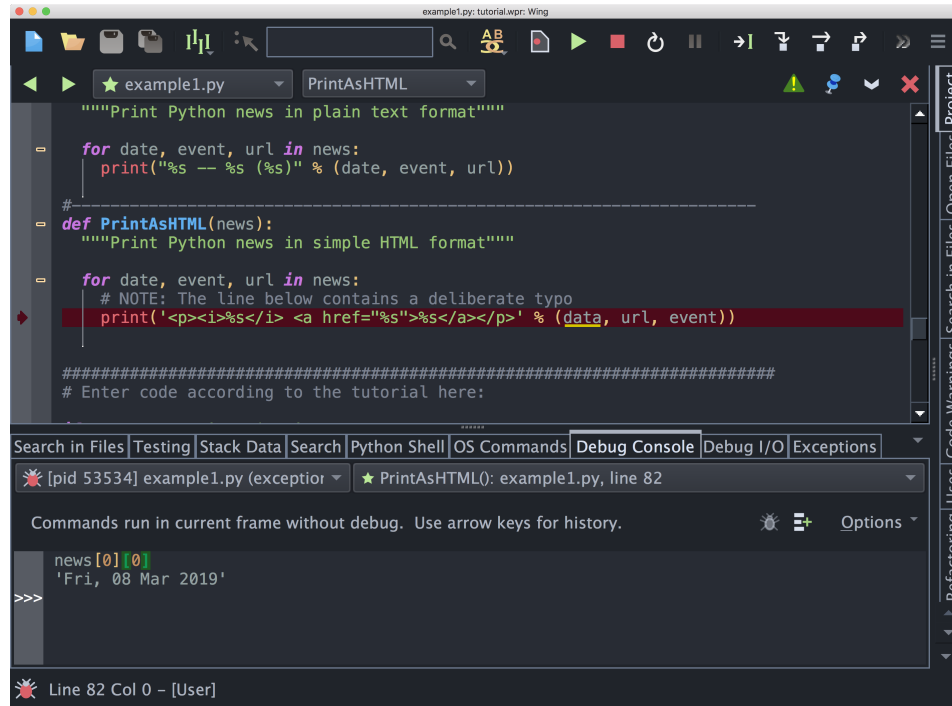 example1.py: tutorial.wpr: Wing
AB
example1.py
PrintAsHTML
"""Print Python news in plain text format"""
for date, event, url in news:
print("%s -- %s (%s)" % (date, event, url))
#--------------------------------------------------------------------------
def PrintAsHTML(news):
"""Print Python news in simple HTML format"""
for date, event, url in news:
# NOTE: The line below contains a deliberate typo
print('<p><i>%s</i> <a href="%s">%s</a></p>' % (data, url, event))
###########################################################################
# Enter code according to the tutorial here:
Search in Files Testing Stack Data Search Python Shell OS Commands Debug Console Debug I/O Exceptions
[pid 53534] example1.py (exception
PrintAsHTML(): example1.py, line 82
Commands run in current frame without debug. Use arrow keys for history.
Options
news[0][0]
'Fri, 08 Mar 2019'
>>>
Line 82 Col 0 – [User]
Project
Open Files
Search in Files
Code Warnings
Uses
Refactoring